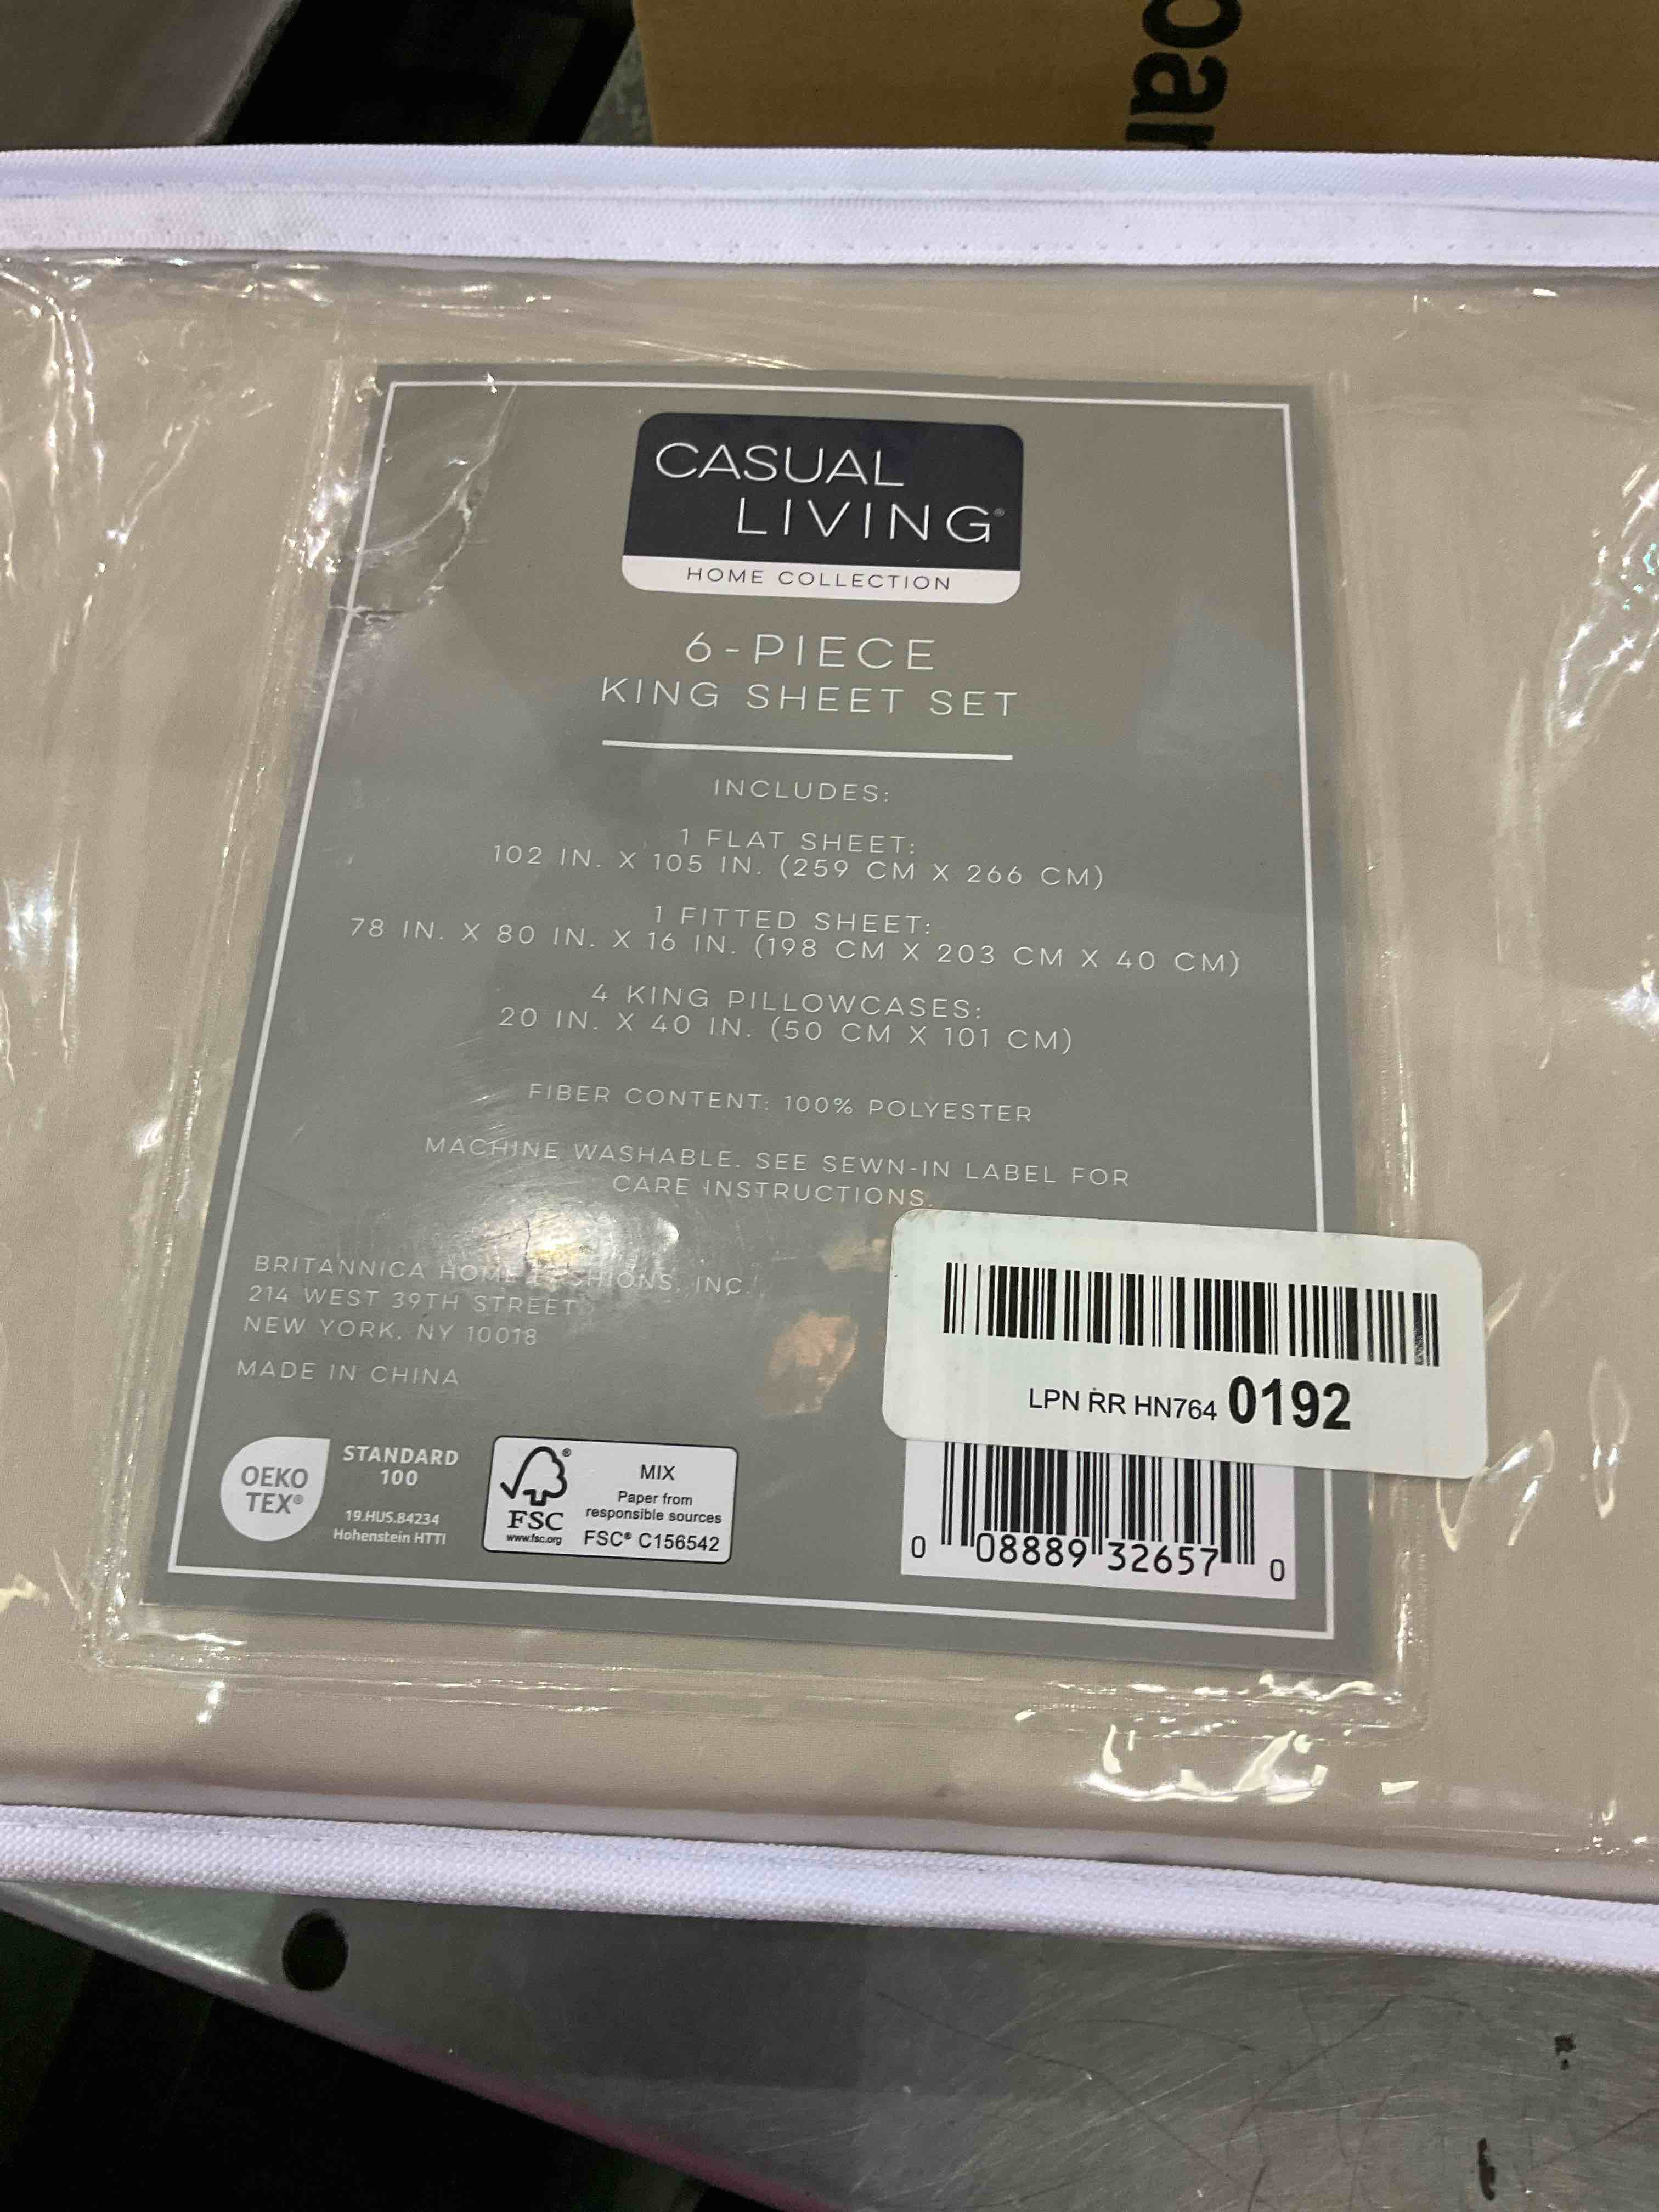 oar
CASUAL
LIVING®
HOME COLLECTION
6-PIECE
KING SHEET SET
INCLUDES:
1 FLAT SHEET:
102 IN. X 105 IN. (259 CM X 266 CM)
1 FITTED SHEET:
78 IN. X 80 IN. X 16 IN. (198 CM X 203 CM X 40 CM)
4 KING PILLOWCASES:
20 IN. X 40 IN. (50 CM X 101 CM)
FIBER CONTENT: 100% POLYESTER
MACHINE WASHABLE. SEE SEWN-IN LABEL FOR
CARE INSTRUCTIONS.
BRITANNICA HOME FASHIONS, INC.
214 WEST 39TH STREET
NEW YORK, NY 10018
MADE IN CHINA
LPN RR HN764 0192
OEKO
TEX®
STANDARD
100
19.HUS.84234
Hohenstein HTTI
FSC
www.fsc.org
MIX
Paper from
responsible sources
FSC® C156542
0 08889 32657 0